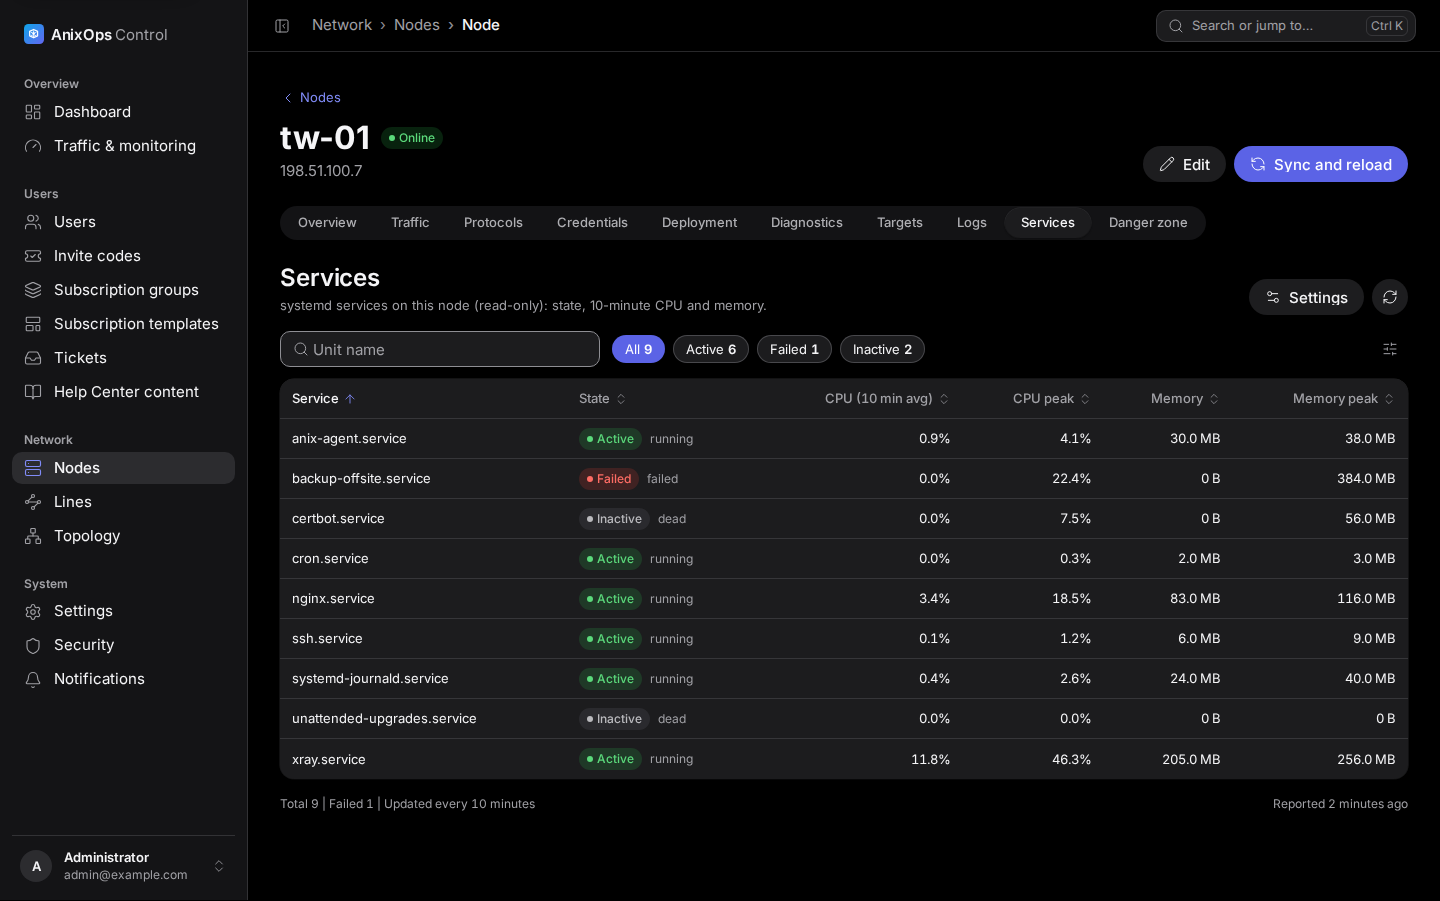 AnixOps Control
Overview
Dashboard
Traffic & monitoring
Users
Users
Invite codes
Subscription groups
Subscription templates
Tickets
Help Center content
Network
Nodes
Lines
Topology
System
Settings
Security
Notifications
A
Administrator
admin@example.com
Network › Nodes › Node
Search or jump to...
Ctrl K
Nodes
tw-01
Online
198.51.100.7
Edit
Sync and reload
Overview Traffic Protocols Credentials Deployment Diagnostics Targets Logs Services Danger zone
Services
systemd services on this node (read-only): state, 10-minute CPU and memory.
Settings
Unit name
All 9 Active 6 Failed 1 Inactive 2
Service State CPU (10 min avg) CPU peak Memory Memory peak
anix-agent.service Active running 0.9% 4.1% 30.0 MB 38.0 MB
backup-offsite.service Failed failed 0.0% 22.4% 0 B 384.0 MB
certbot.service Inactive dead 0.0% 7.5% 0 B 56.0 MB
cron.service Active running 0.0% 0.3% 2.0 MB 3.0 MB
nginx.service Active running 3.4% 18.5% 83.0 MB 116.0 MB
ssh.service Active running 0.1% 1.2% 6.0 MB 9.0 MB
systemd-journald.service Active running 0.4% 2.6% 24.0 MB 40.0 MB
unattended-upgrades.service Inactive dead 0.0% 0.0% 0 B 0 B
xray.service Active running 11.8% 46.3% 205.0 MB 256.0 MB
Total 9 | Failed 1 | Updated every 10 minutes
Reported 2 minutes ago